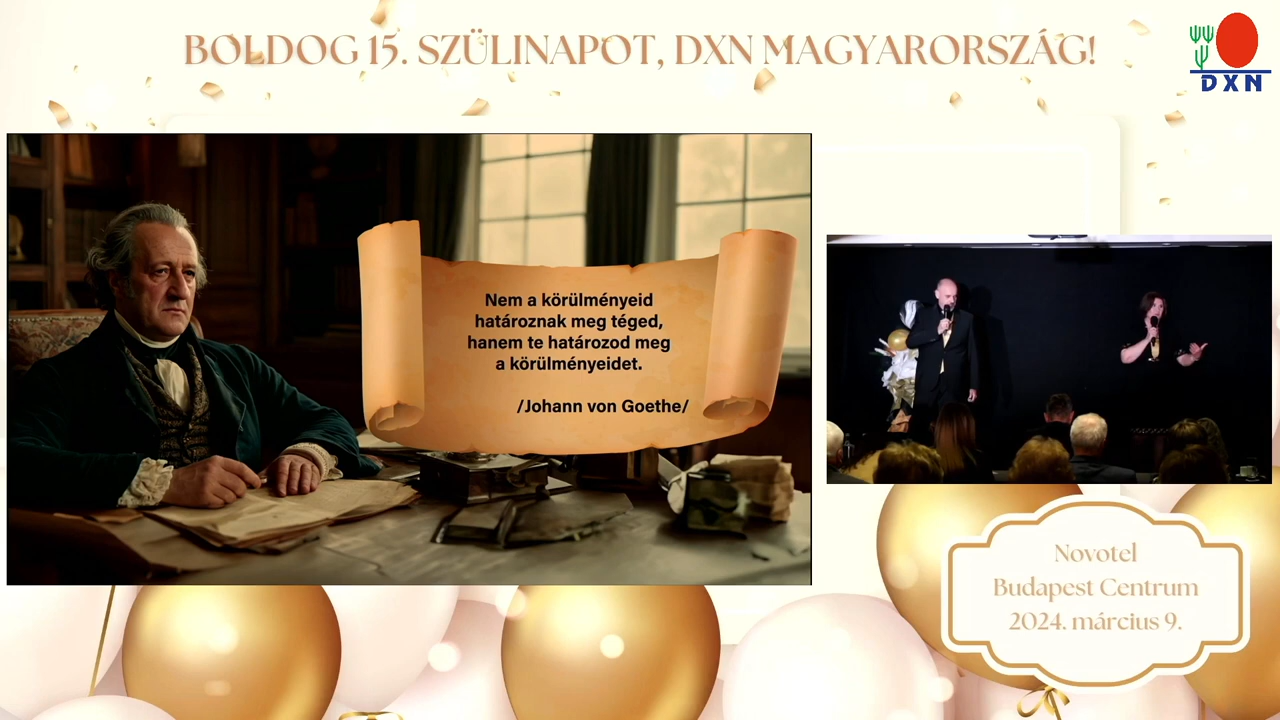 BOLDOG 15. SZÜLINAPOT, DXN MAGYARORSZÁG!
DXN
Nem a körülményeid
határoznak meg téged,
hanem te határozod meg
a körülményeidet.
/Johann von Goethe/
Novotel
Budapest Centrum
2024. március 9.